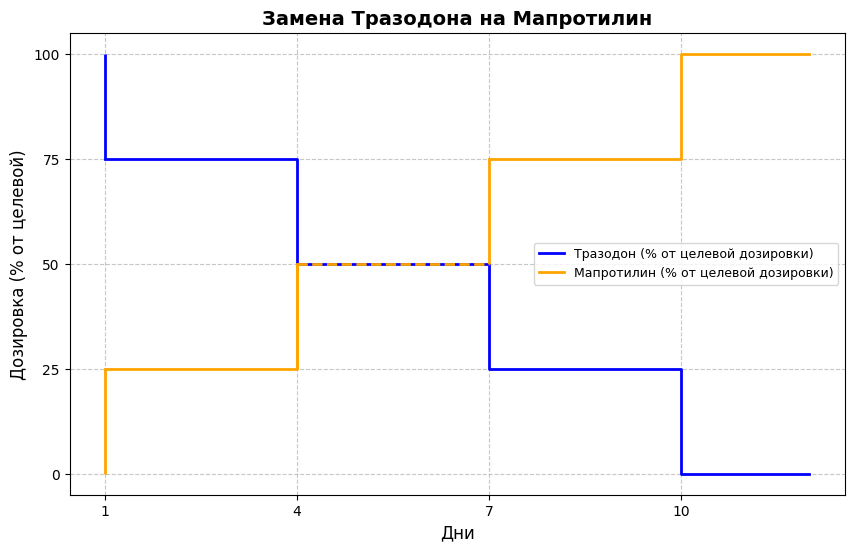 Замена Тразодона на Мапротилин
Дозировка (% от целевой)
100
75
50
25
0
Тразодон (% от целевой дозировки)
Мапротилин (% от целевой дозировки)
1 4 7 10
Дни